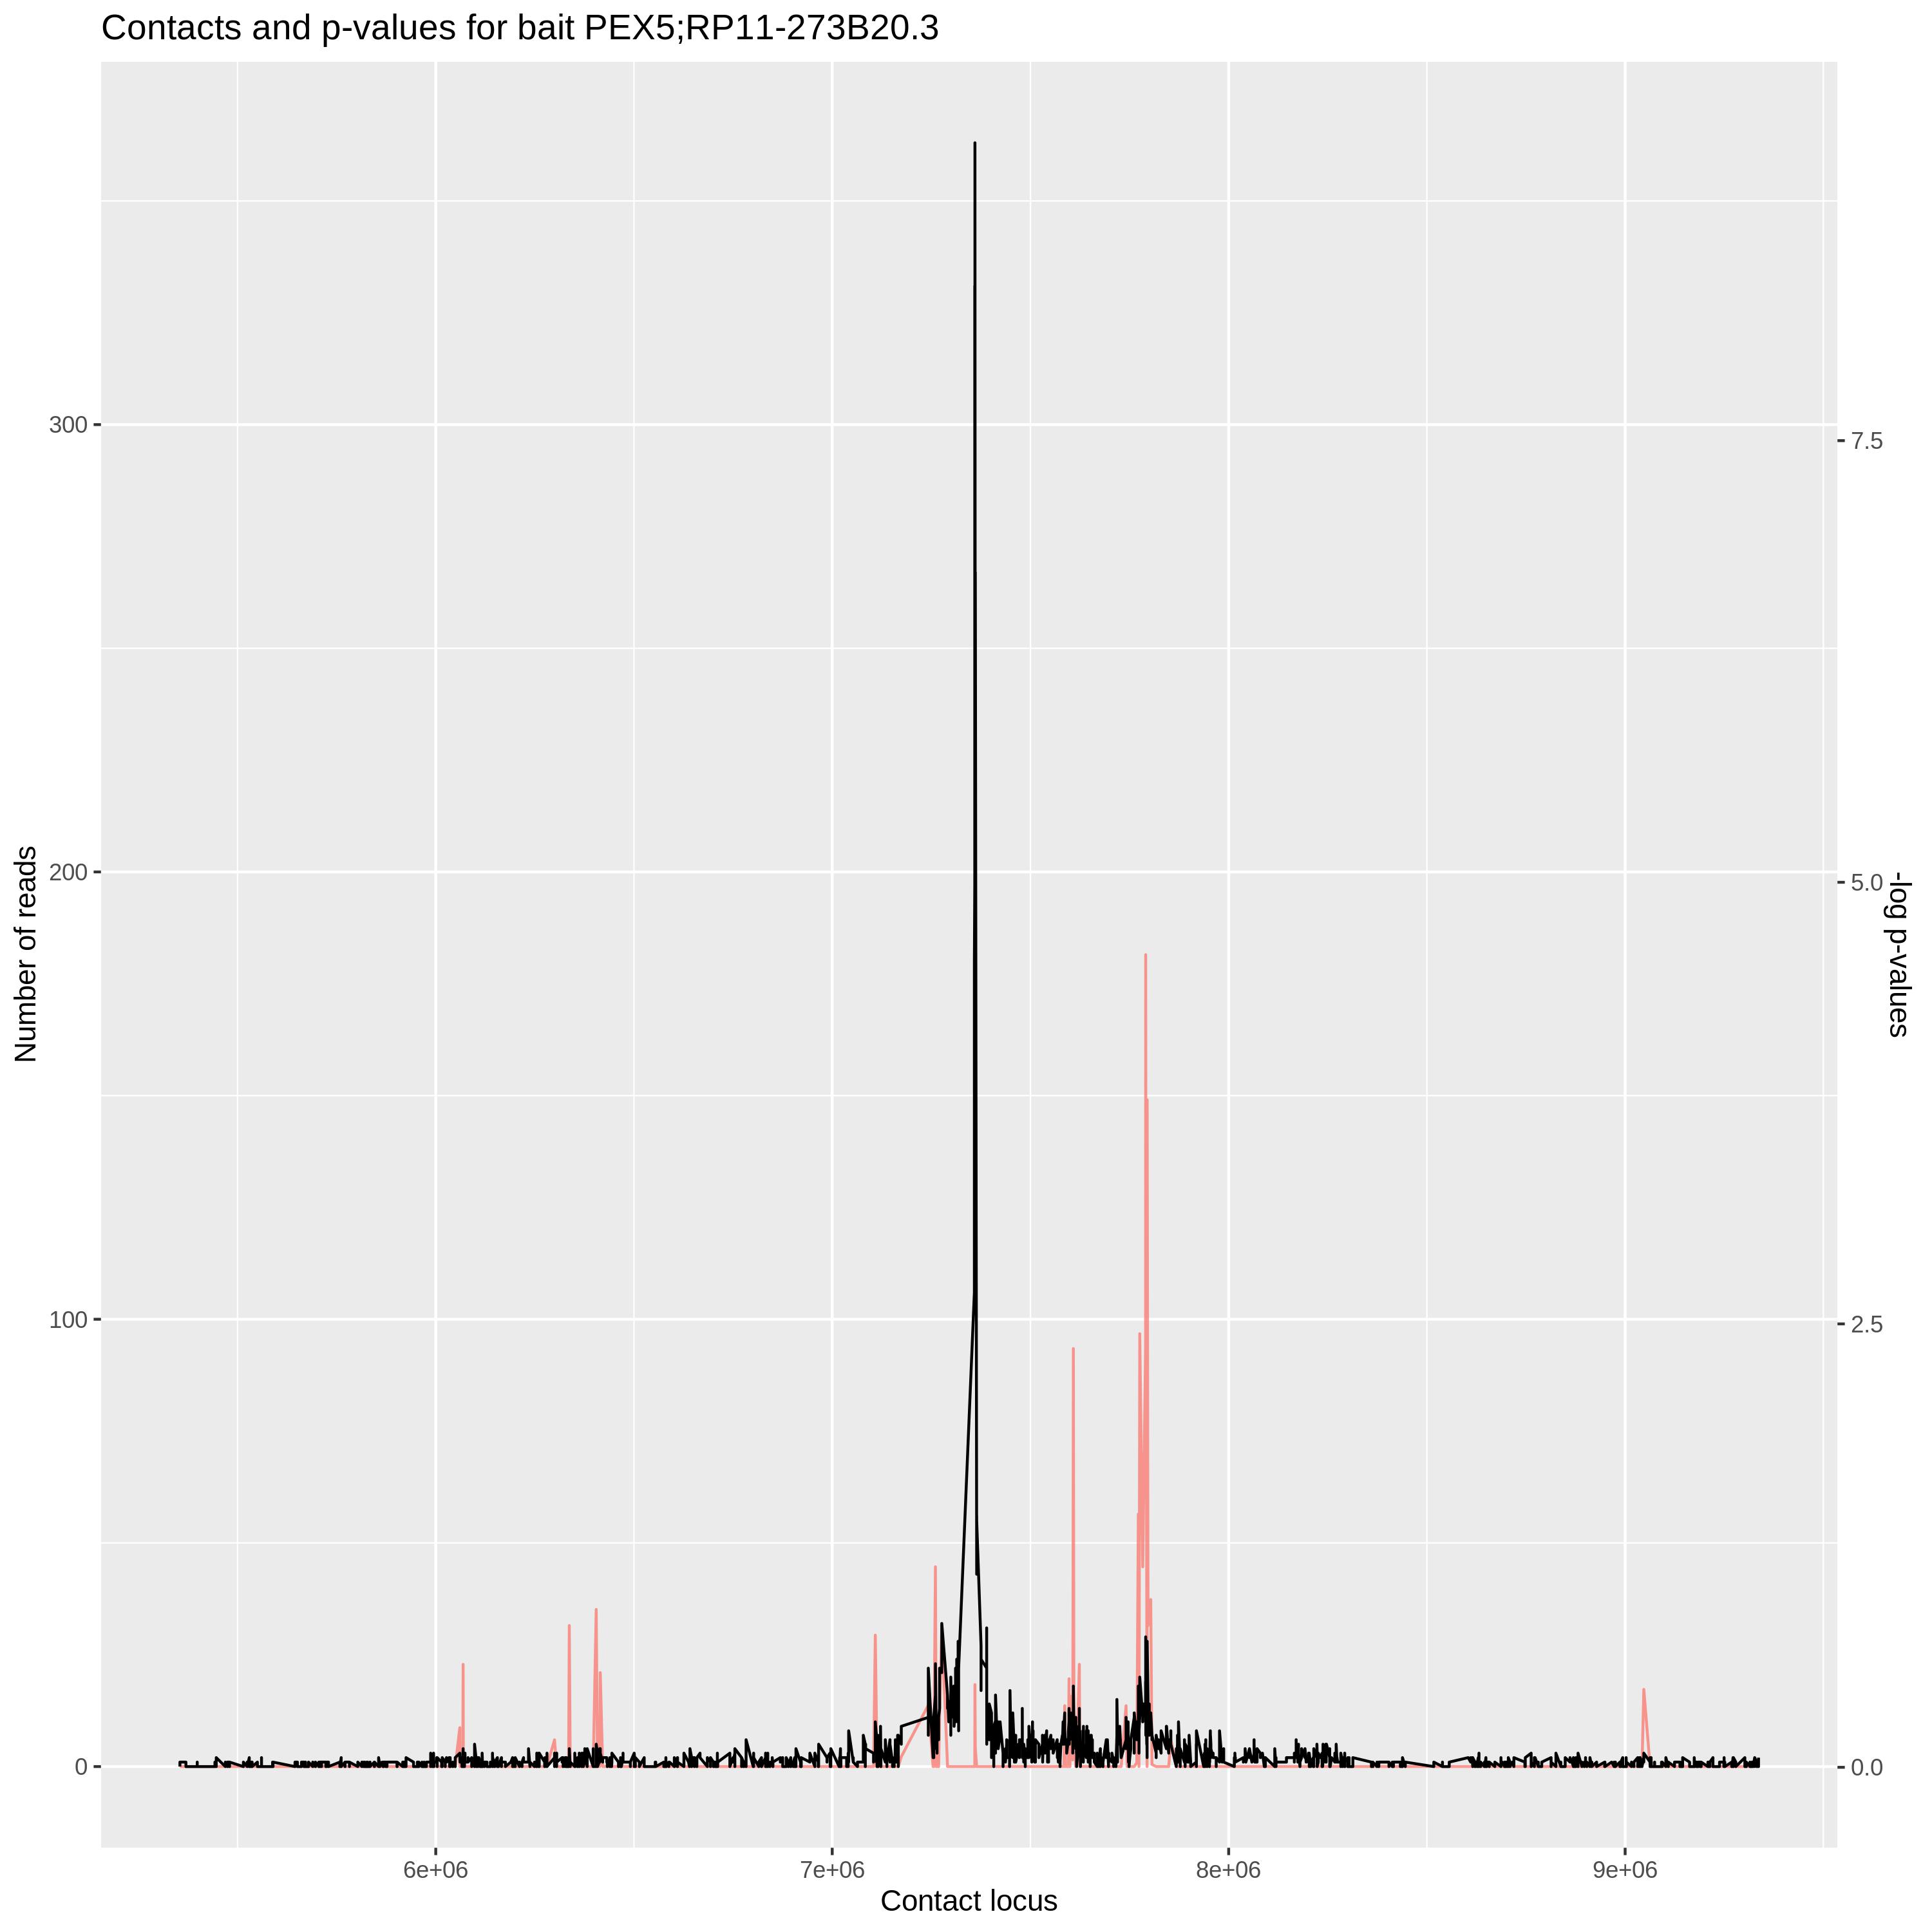 Contacts and p-values for bait PEX5;RP11-273B20.3
300
200
100
0
Number of reads
7.5
5.0
2.5
0.0
-log p-values
6e+06
7e+06
8e+06
9e+06
Contact locus